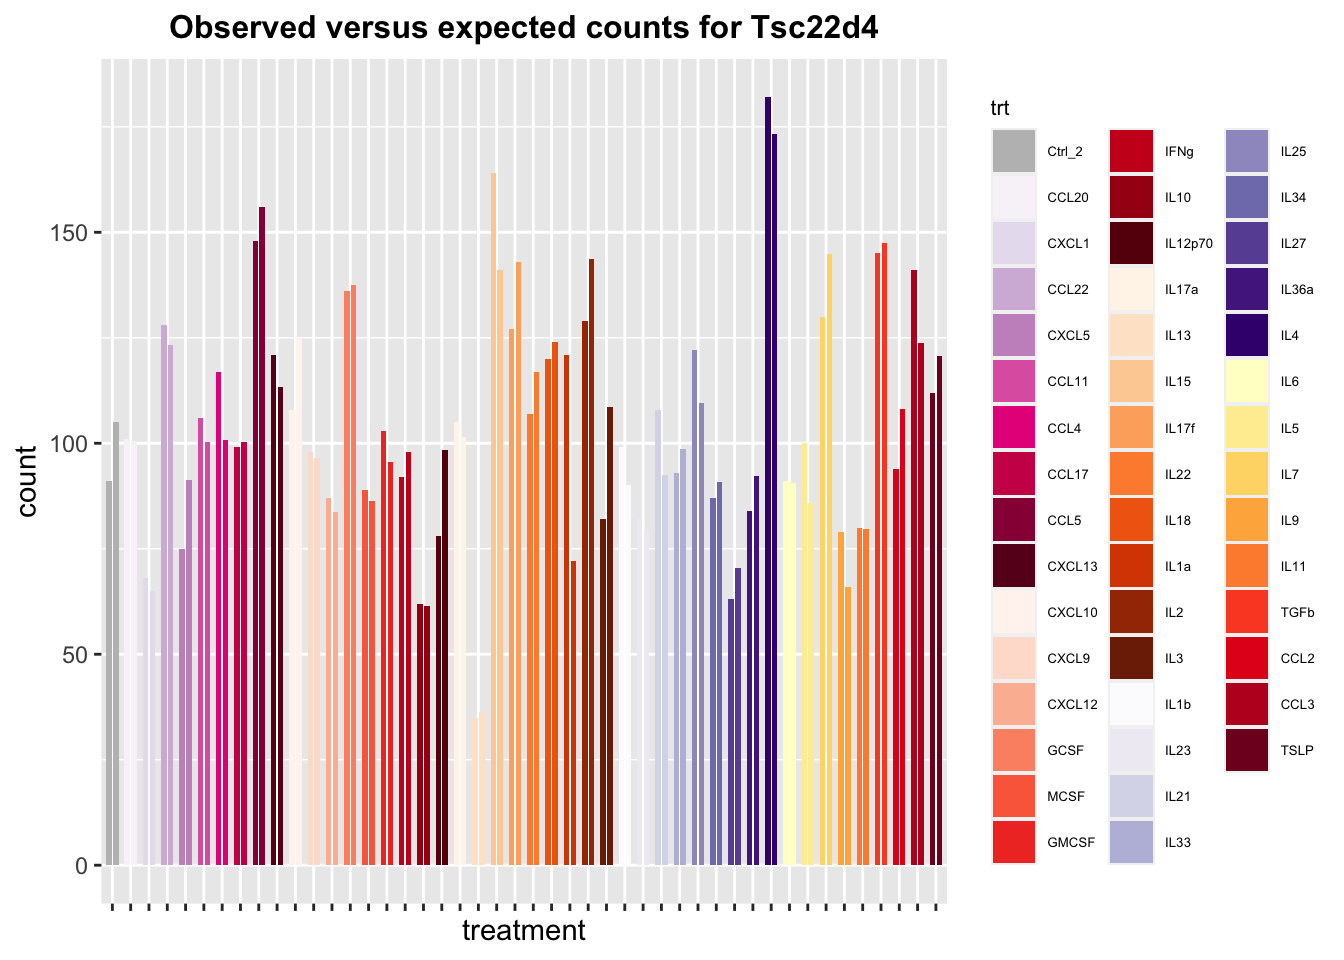 Observed versus expected counts for Tsc22d4
count
150
100
50
0
treatment
trt
Ctrl_2
CCL20
CXCL1
CCL22
CXCL5
CCL11
CCL4
CCL17
CCL5
CXCL13
CXCL10
CXCL9
CXCL12
GCSF
MCSF
GMCSF
IFNg
IL10
IL12p70
IL17a
IL13
IL15
IL17f
IL22
IL18
IL1a
IL2
IL3
IL1b
IL23
IL21
IL33
IL25
IL34
IL27
IL36a
IL4
IL6
IL5
IL7
IL9
IL11
TGFb
CCL2
CCL3
TSLP